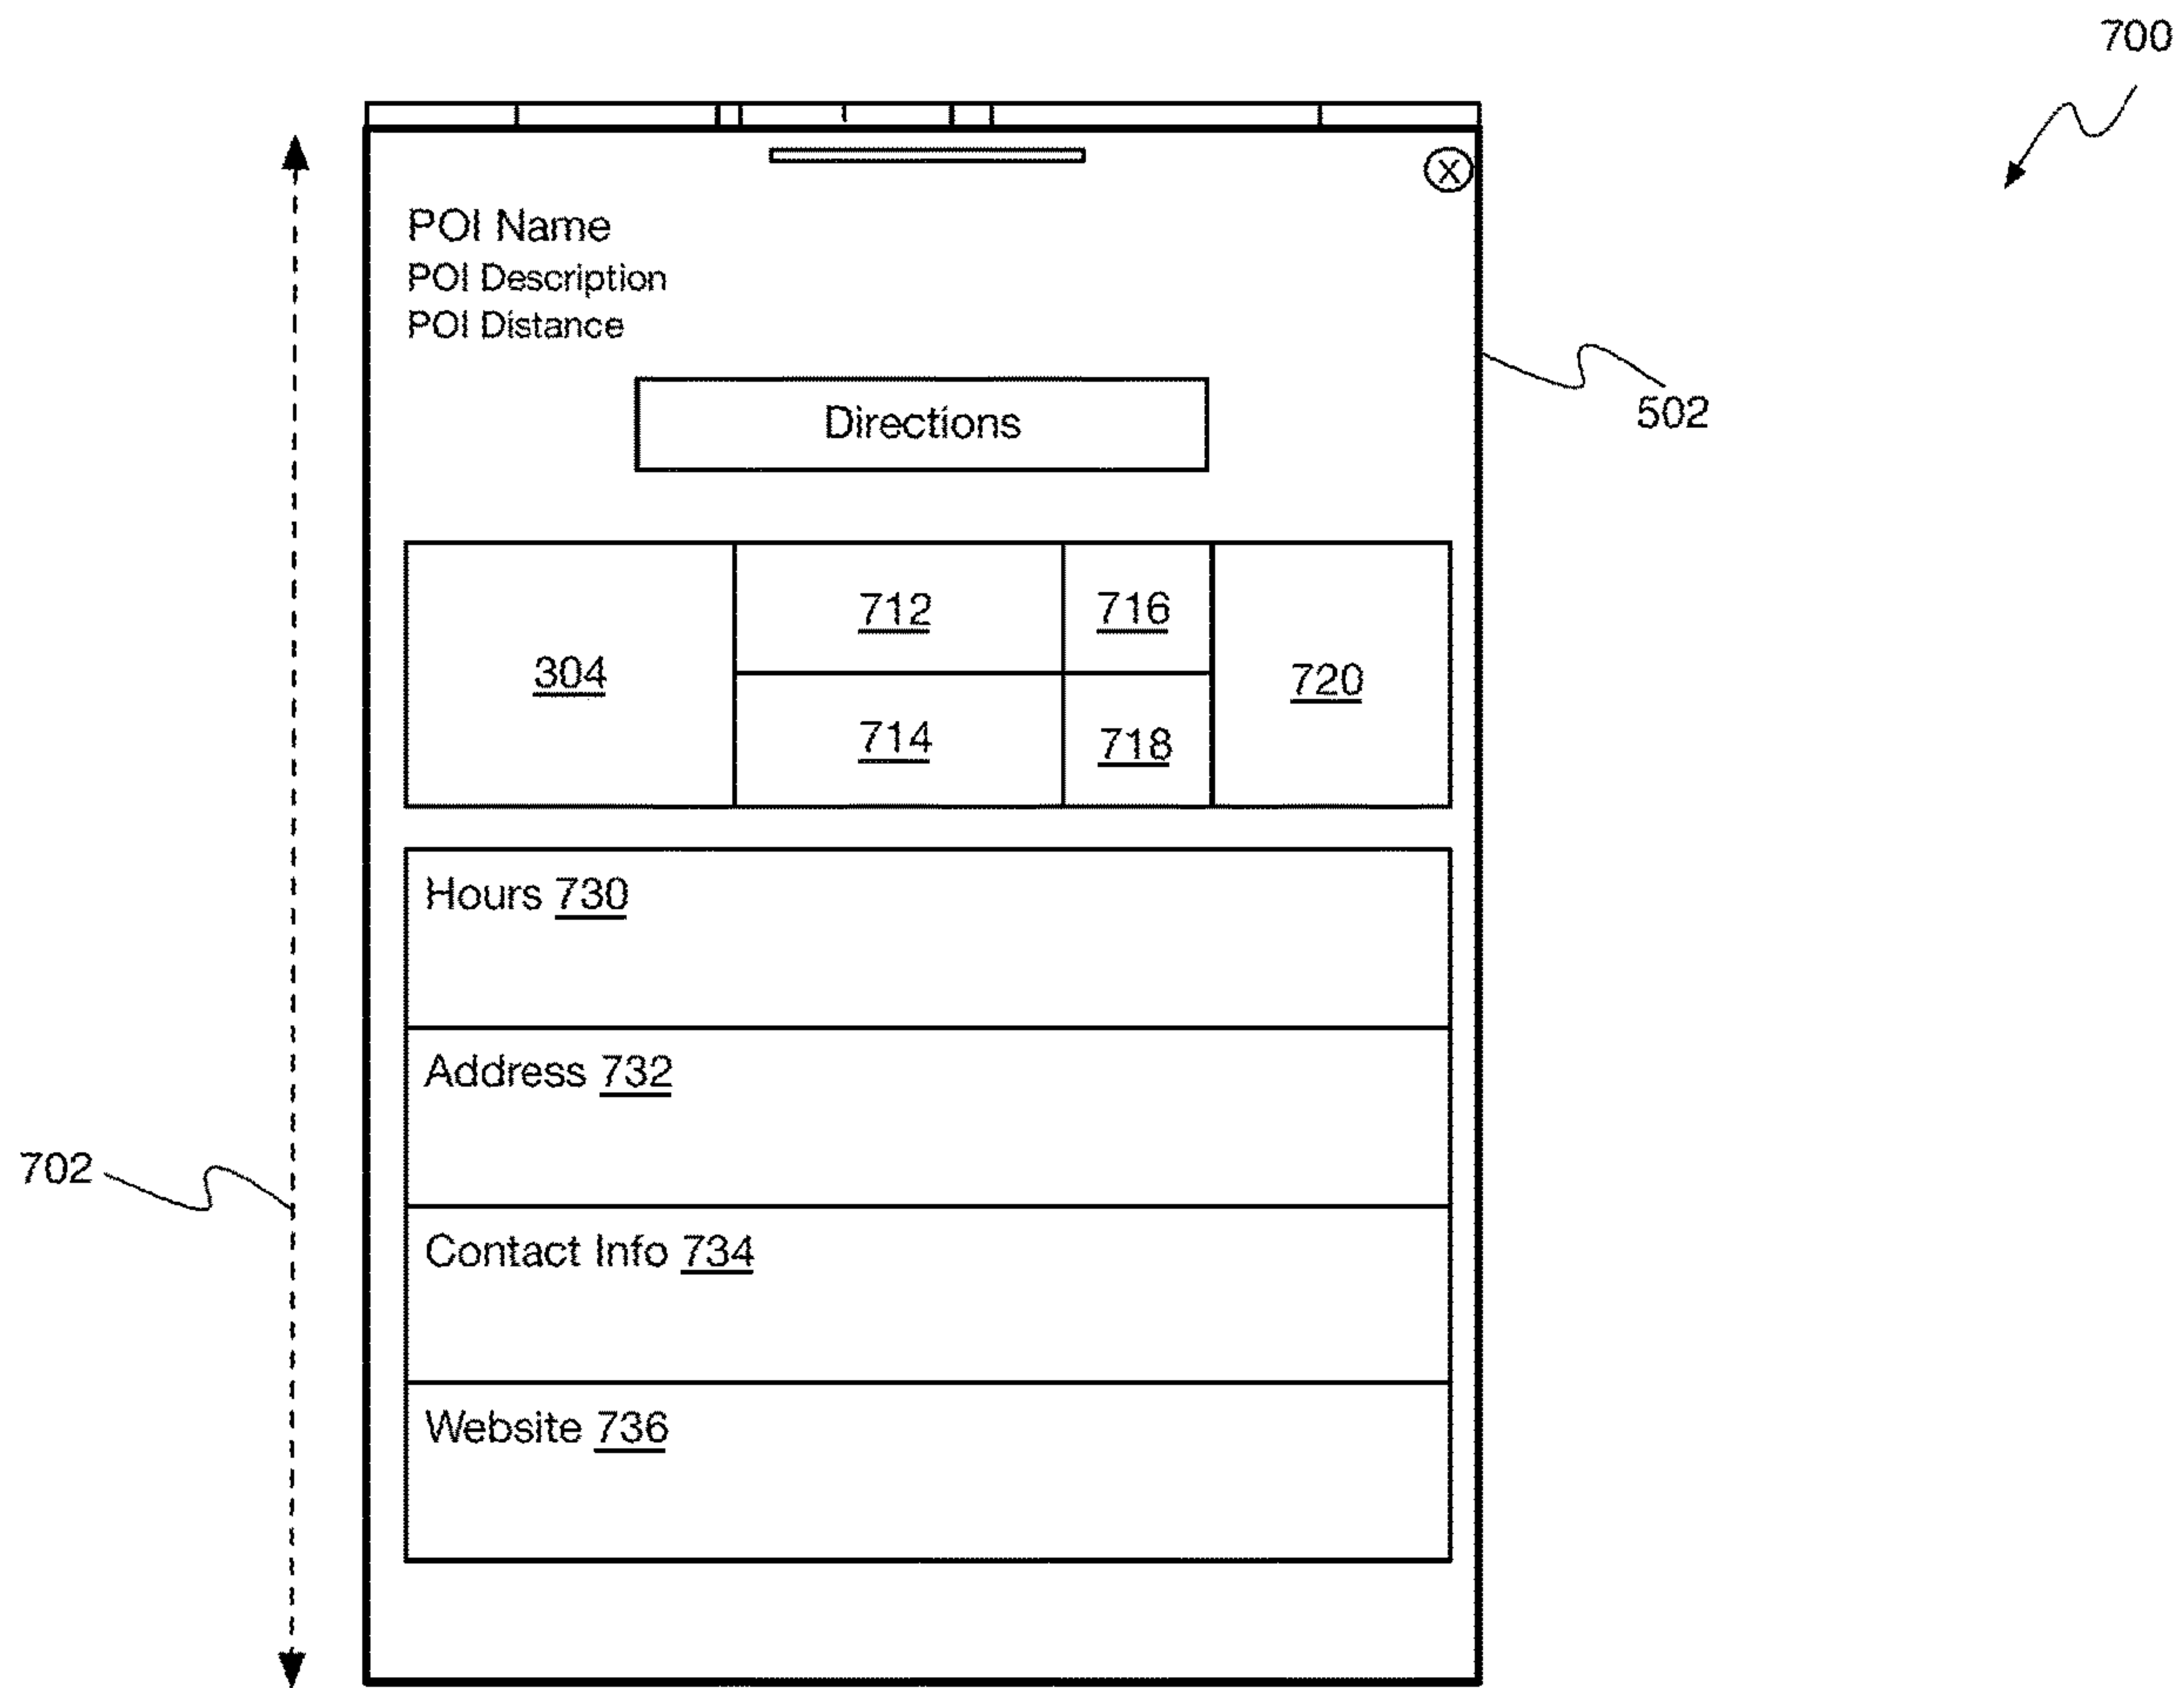 700
X
POI Name
POI Description
POI Distance
502
Directions
712
716
304
720
714
718
Hours 730
Address 732
702
Contact Info 734
Website 736